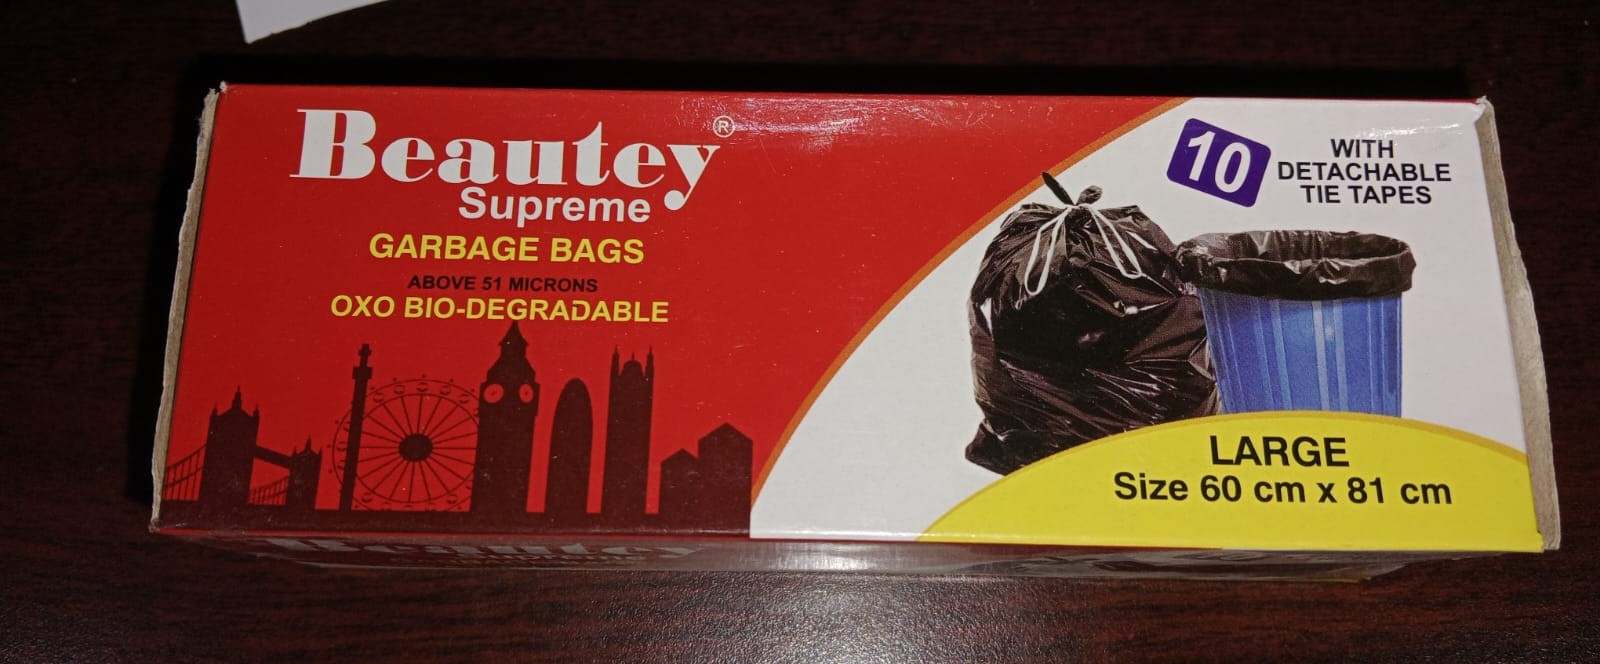 Beautey®
Supreme
GARBAGE BAGS
ABOVE 51 MICRONS
OXO BIO-DEGRADABLE
10
WITH
DETACHABLE
TIE TAPES
LARGE
Size 60 cm x 81 cm
Beautey